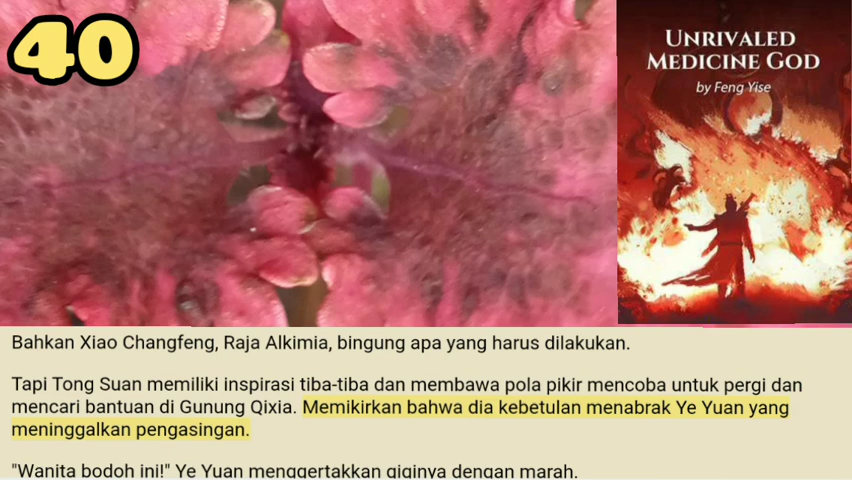 40
UNRIVALED
MEDICINE GOD
by Feng Yise
Bahkan Xiao Changfeng, Raja Alkimia, bingung apa yang harus dilakukan.
Tapi Tong Suan memiliki inspirasi tiba-tiba dan membawa pola pikir mencoba untuk pergi dan
mencari bantuan di Gunung Qixia. Memikirkan bahwa dia kebetulan menabrak Ye Yuan yang
meninggalkan pengasingan.
"Wanita bodoh ini!" Ye Yuan menggertakkan giginya dengan marah.